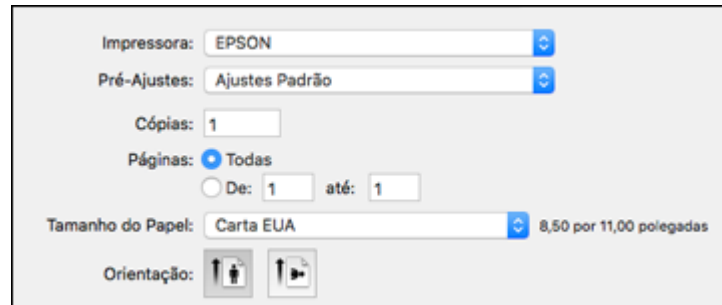 Impressora: EPSON
Pré-Ajustes: Ajustes Padrão
Cópias: 1
Páginas: Todas
De: 1 até: 1
Tamanho do Papel: Carta EUA 8,50 por 11,00 polegadas
Orientação: